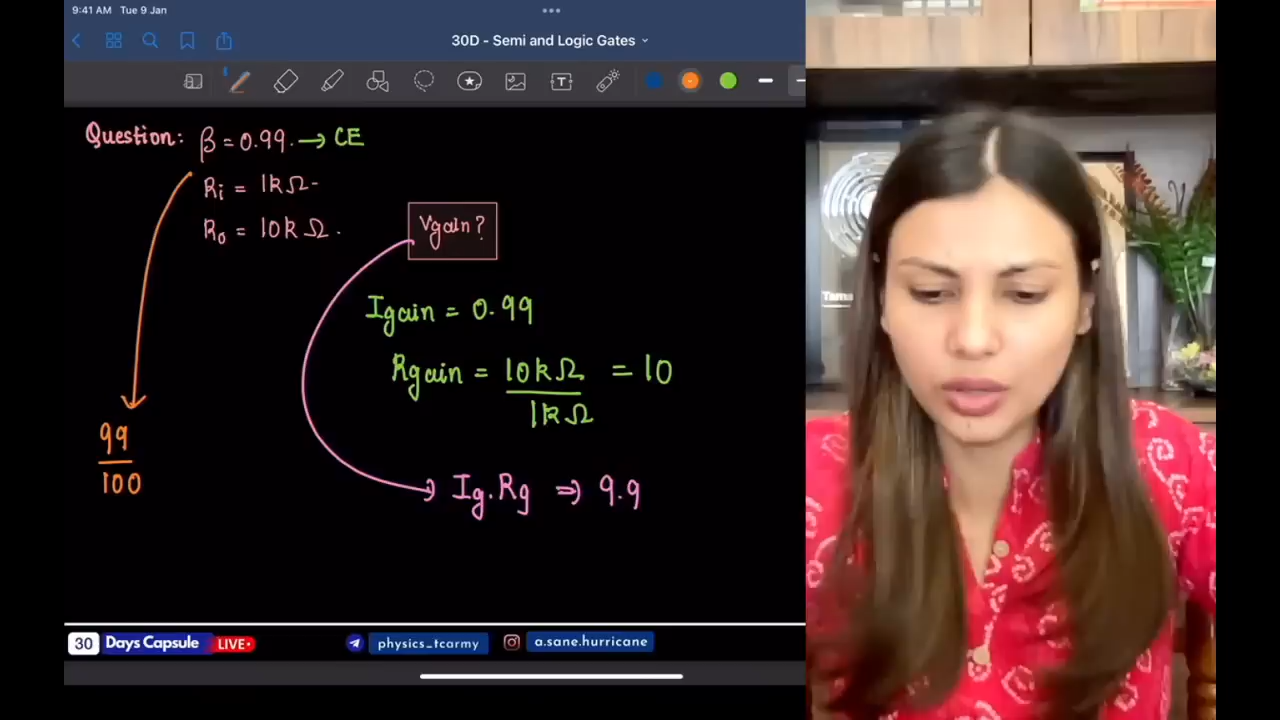 9:41 AM Tue 9 Jan
30D - Semi and Logic Gates
T
Question: β = 0.99. → CE
Ri = 1kΩ-
R₀ = 10kΩ.
Vgain?
Igain = 0.99
Rgain = 10kΩ = 10
1kΩ
99
100
→ Ig.Rg ⇒ 9.9
30 Days Capsule LIVE
physics_tcarmy
a.sane.hurricane